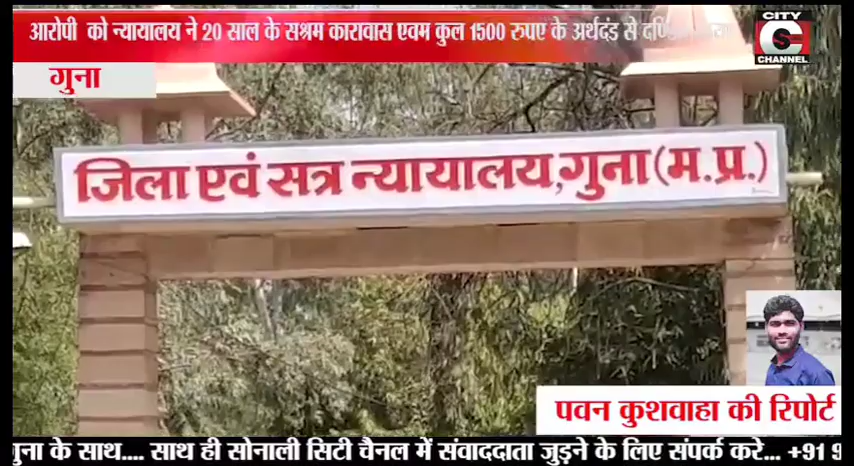 आरोपी को न्यायालय ने 20 साल के सश्रम कारावास एवम कुल 1500 रुपए के अर्थदंड से
CITY
CHANNEL
गुना
जिला एवं सत्र न्यायालय,गुना(म.प्र.)
पवन कुशवाहा की रिपोर्ट
गुना के साथ.... साथ ही सोनाली सिटी चैनल में संवाददाता जुड़ने के लिए संपर्क करे... +91 9